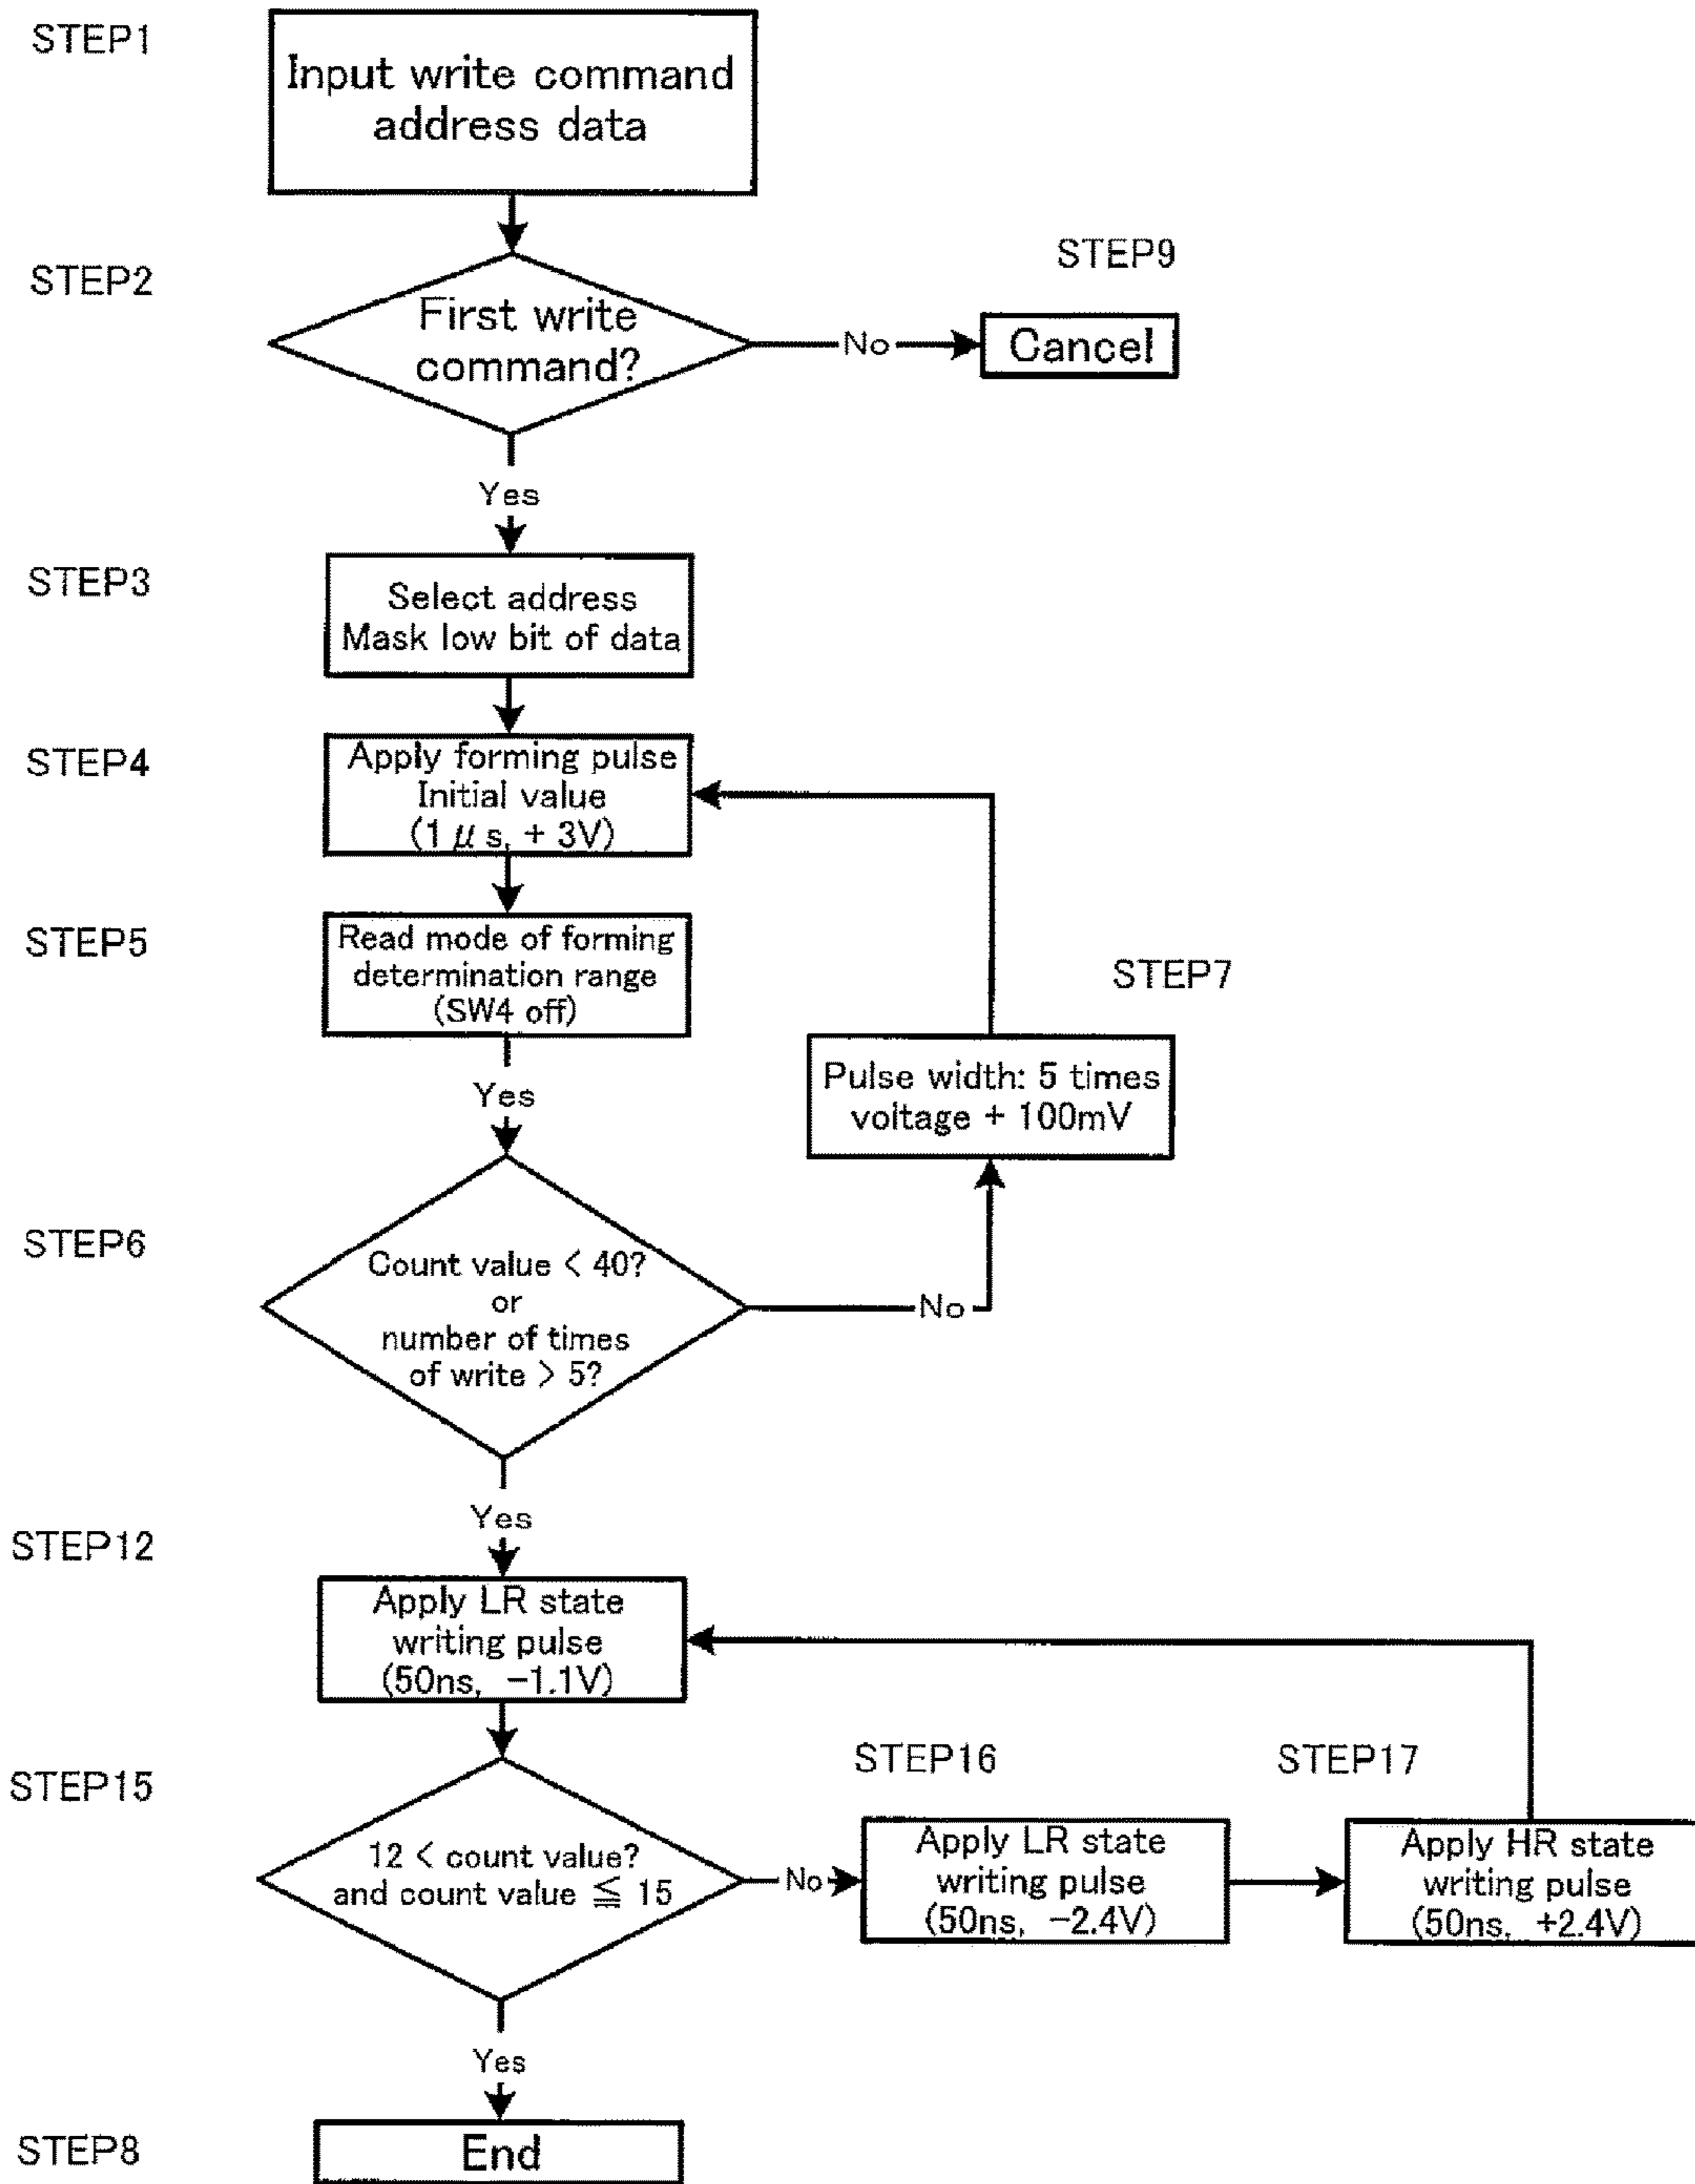 STEP1
Input write command
address data
STEP2
First write
command?
No
STEP9
Cancel
Yes
STEP3
Select address
Mask low bit of data
STEP4
Apply forming pulse
Initial value
(1 μs, + 3V)
STEP5
Read mode of forming
determination range
(SW4 off)
STEP7
Pulse width: 5 times
voltage + 100mV
Yes
STEP6
Count value < 40?
or
number of times
of write > 5?
No
Yes
STEP12
Apply LR state
writing pulse
(50ns, −1.1V)
STEP15
12 < count value?
and count value ≦ 15
No
STEP16
Apply LR state
writing pulse
(50ns, −2.4V)
STEP17
Apply HR state
writing pulse
(50ns, +2.4V)
Yes
STEP8
End